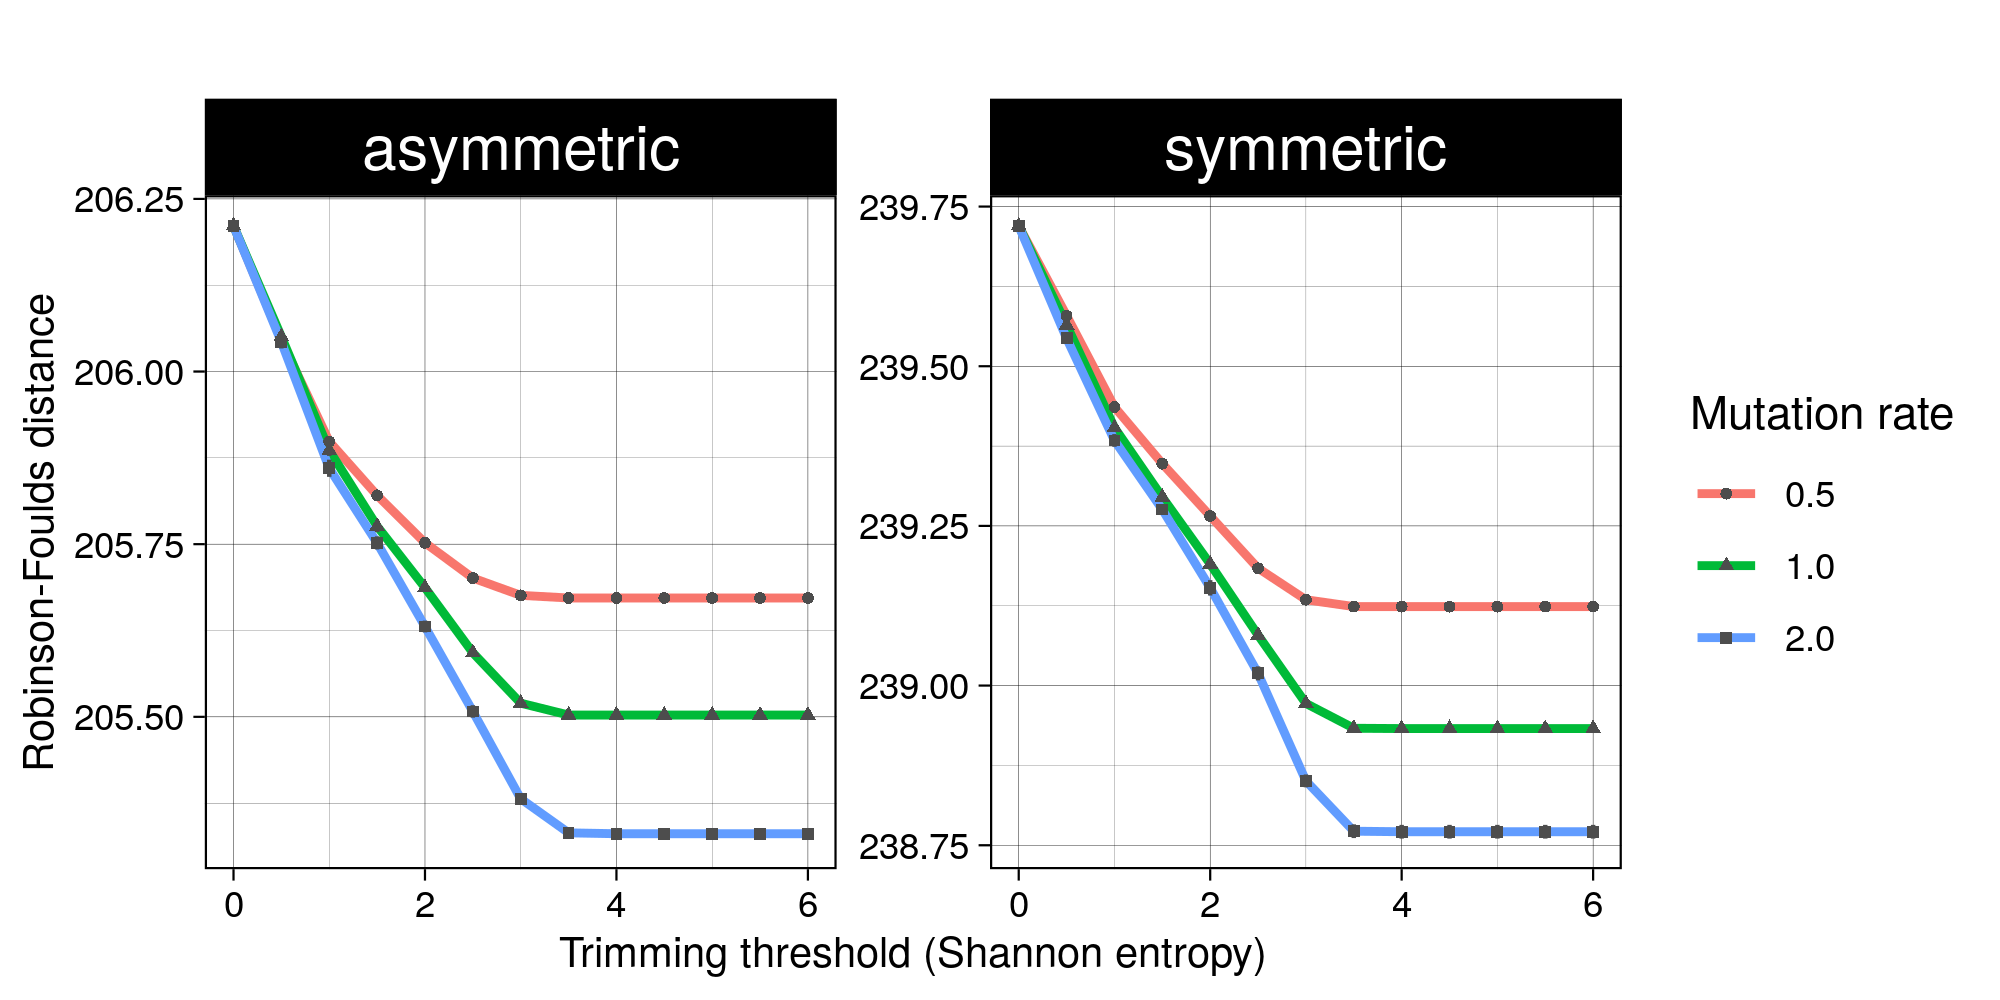 asymmetric
symmetric
Robinson-Foulds distance
206.25
206.00
205.75
205.50
0 2 4 6
239.75
239.50
239.25
239.00
238.75
0 2 4 6
Trimming threshold (Shannon entropy)
Mutation rate
0.5
1.0
2.0